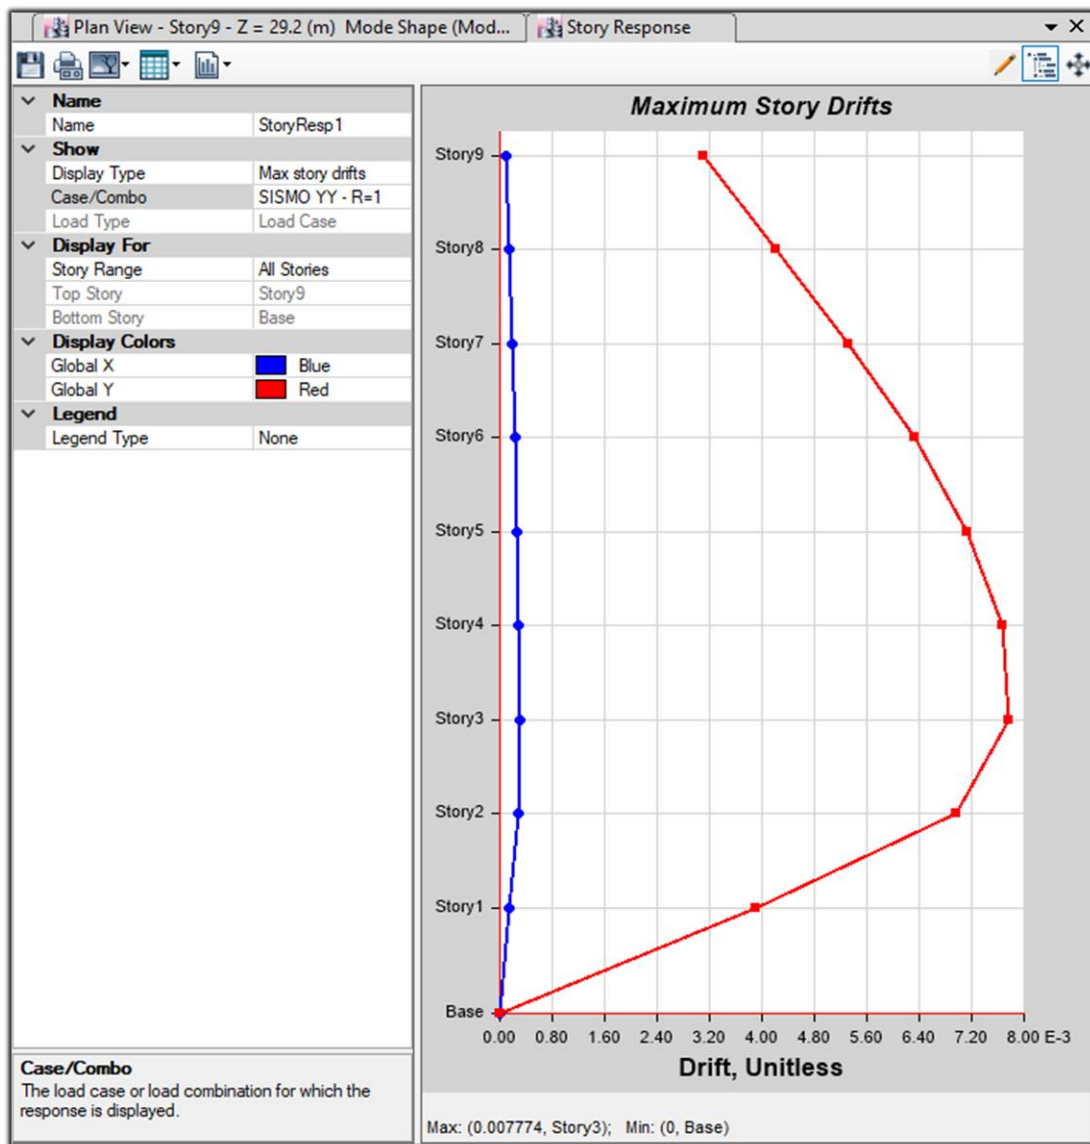 Plan View - Story9 - Z = 29.2 (m) Mode Shape (Mod...
Story Response
Name
Name StoryResp1
Show
Display Type Max story drifts
Case/Combo SISMO YY - R=1
Load Type Load Case
Display For
Story Range All Stories
Top Story Story9
Bottom Story Base
Display Colors
Global X Blue
Global Y Red
Legend
Legend Type None
Case/Combo
The load case or load combination for which the
response is displayed.
Maximum Story Drifts
Story9
Story8
Story7
Story6
Story5
Story4
Story3
Story2
Story1
Base
0.00 0.80 1.60 2.40 3.20 4.00 4.80 5.60 6.40 7.20 8.00 E-3
Drift, Unitless
Max: (0.007774, Story3); Min: (0, Base)